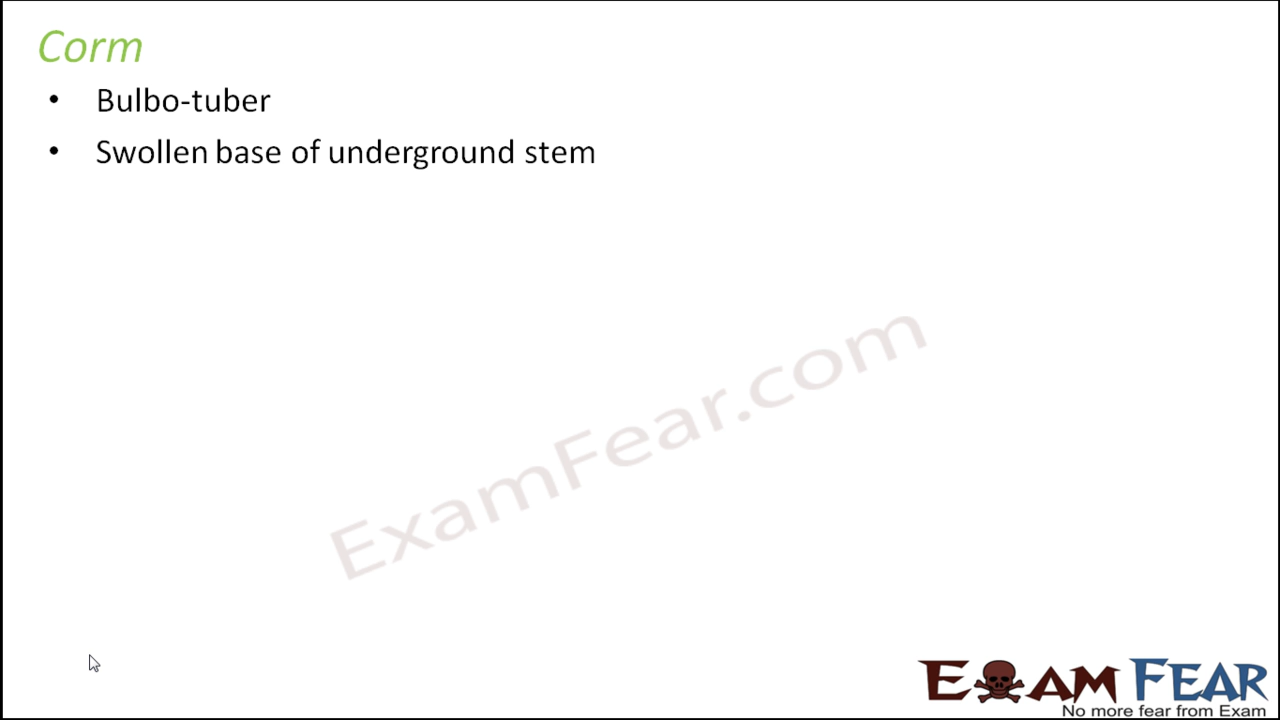 Corm
• Bulbo-tuber
• Swollen base of underground stem
ExamFear.com
EXAM FEAR
No more fear from Exam